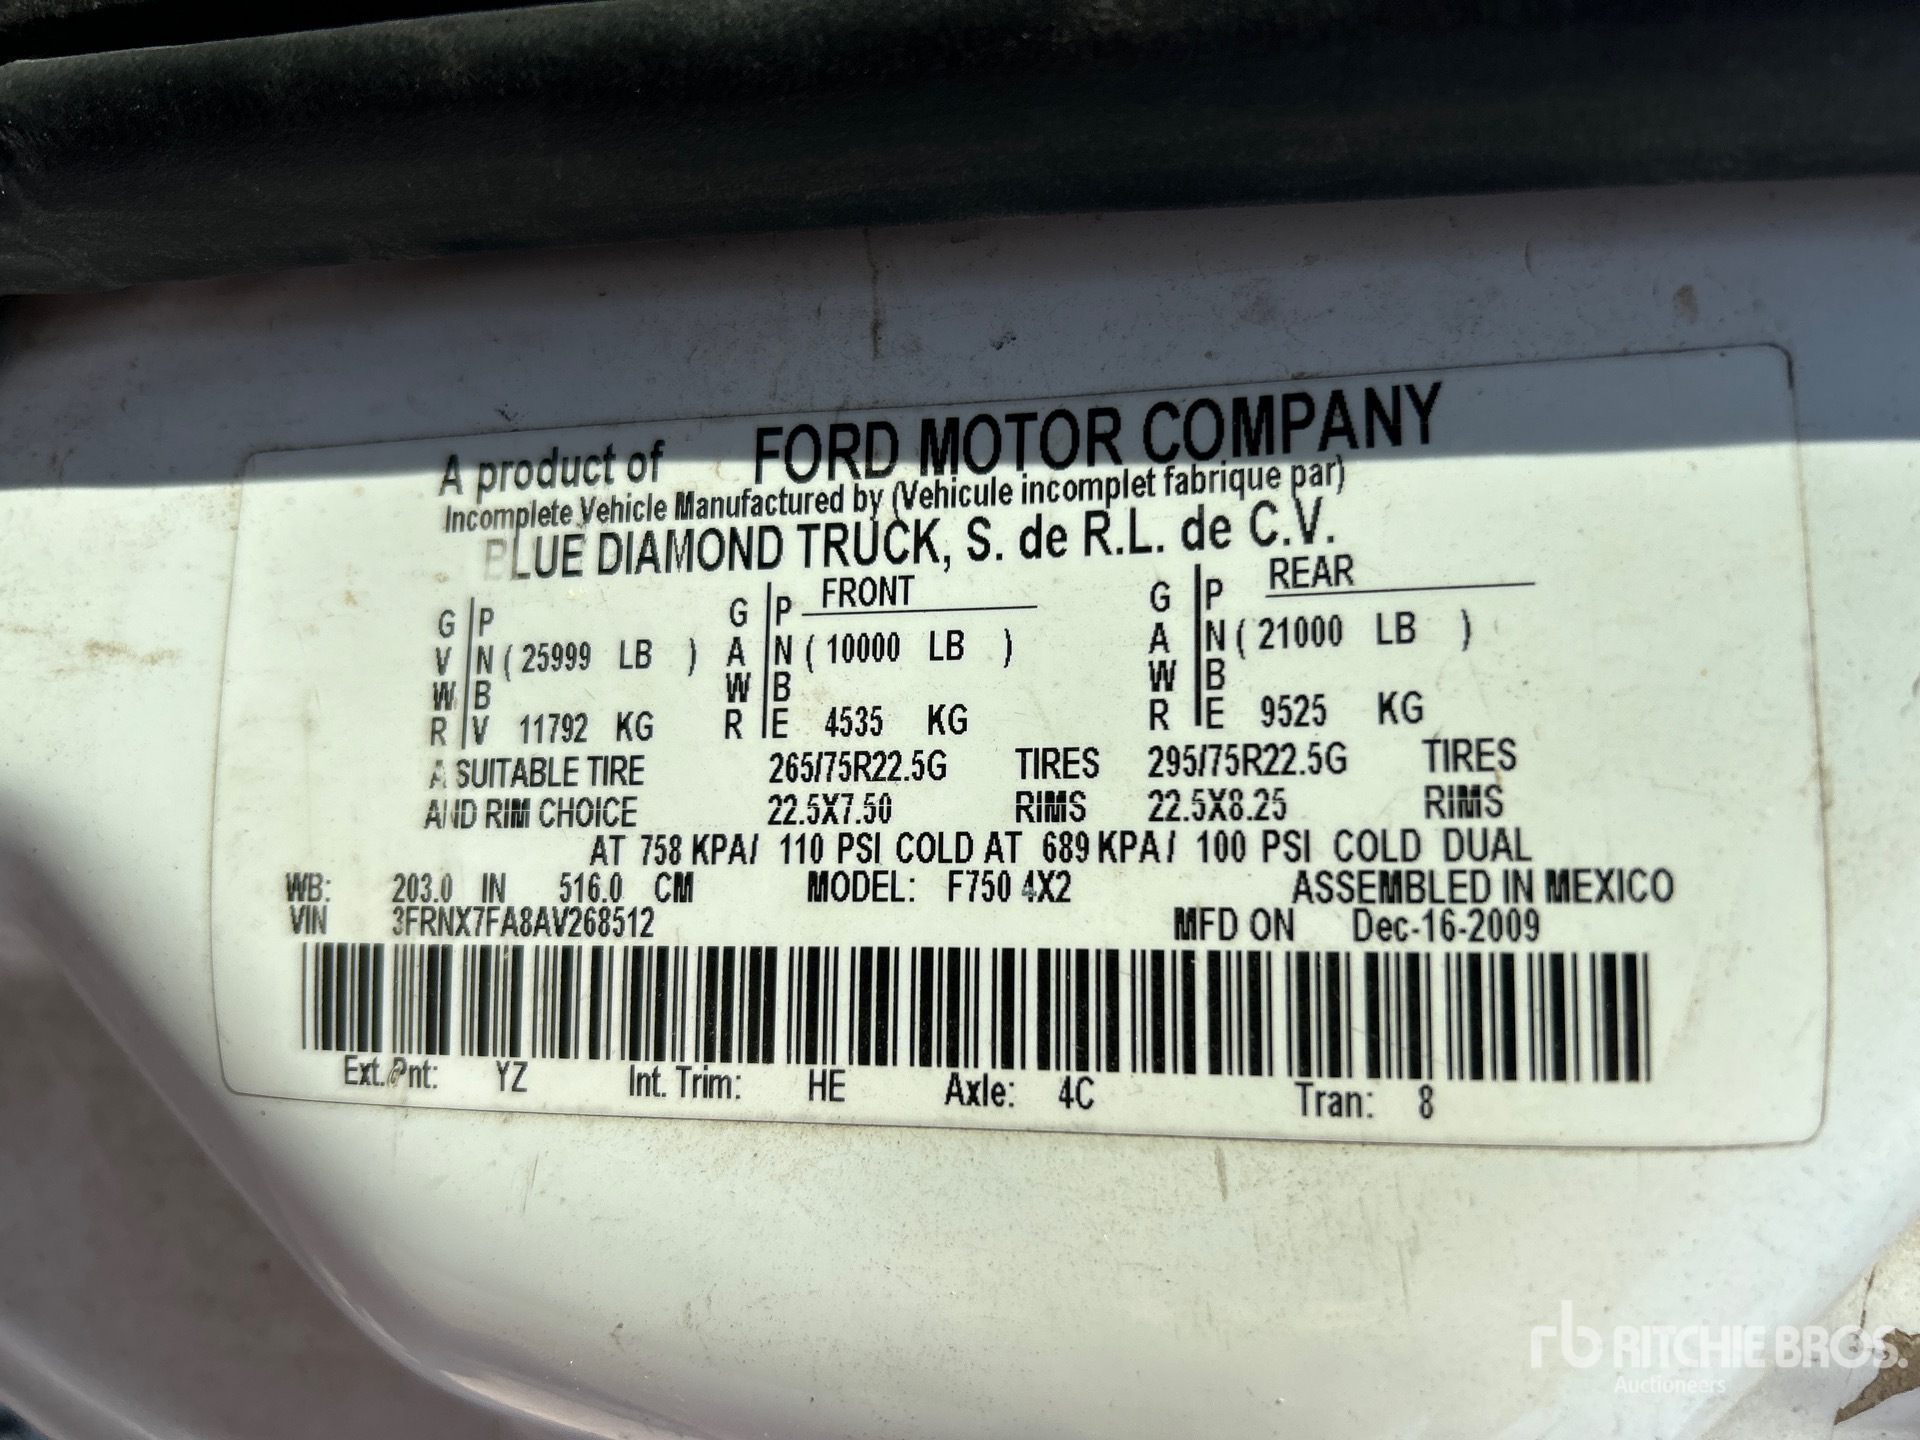 A product of FORD MOTOR COMPANY
Incomplete Vehicle Manufactured by (Vehicule incomplet fabrique par)
BLUE DIAMOND TRUCK, S. de R.L. de C.V.
FRONT REAR
G P G P G P
V N ( 25999 LB ) A N ( 10000 LB ) A N ( 21000 LB )
W B W B W B
R V 11792 KG R E 4535 KG R E 9525 KG
A SUITABLE TIRE 265/75R22.5G TIRES 295/75R22.5G TIRES
AND RIM CHOICE 22.5X7.50 RIMS 22.5X8.25 RIMS
AT 758 KPA/ 110 PSI COLD AT 689 KPA/ 100 PSI COLD DUAL
WB: 203.0 IN 516.0 CM MODEL: F750 4X2 ASSEMBLED IN MEXICO
VIN 3FRNX7FA8AV268512 MFD ON Dec-16-2009
Ext. Pnt: YZ Int. Trim: HE Axle: 4C Tran: 8
rb RITCHIE BROS.
Auctioneers